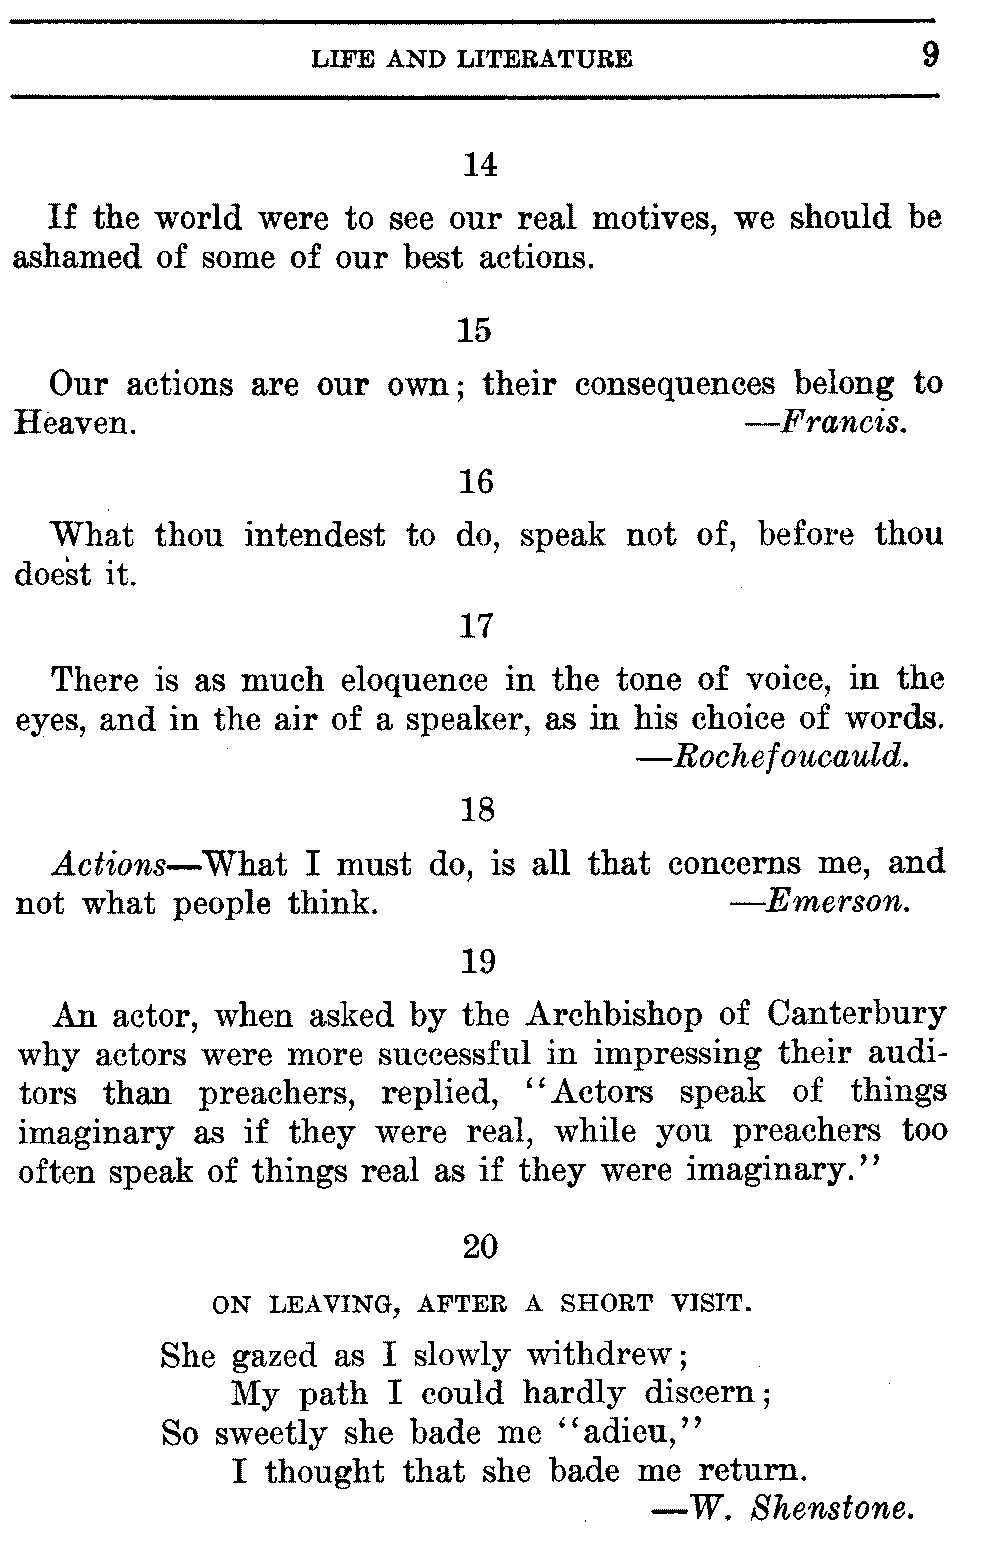 LIFE AND LITERATURE 9
14
If the world were to see our real motives, we should be
ashamed of some of our best actions.
15
Our actions are our own; their consequences belong to
Heaven. —Francis.
16
What thou intendest to do, speak not of, before thou
doest it.
17
There is as much eloquence in the tone of voice, in the
eyes, and in the air of a speaker, as in his choice of words.
—Rochefoucauld.
18
Actions—What I must do, is all that concerns me, and
not what people think. —Emerson.
19
An actor, when asked by the Archbishop of Canterbury
why actors were more successful in impressing their audi-
tors than preachers, replied, "Actors speak of things
imaginary as if they were real, while you preachers too
often speak of things real as if they were imaginary."
20
ON LEAVING, AFTER A SHORT VISIT.
She gazed as I slowly withdrew;
My path I could hardly discern;
So sweetly she bade me "adieu,"
I thought that she bade me return.
—W. Shenstone.